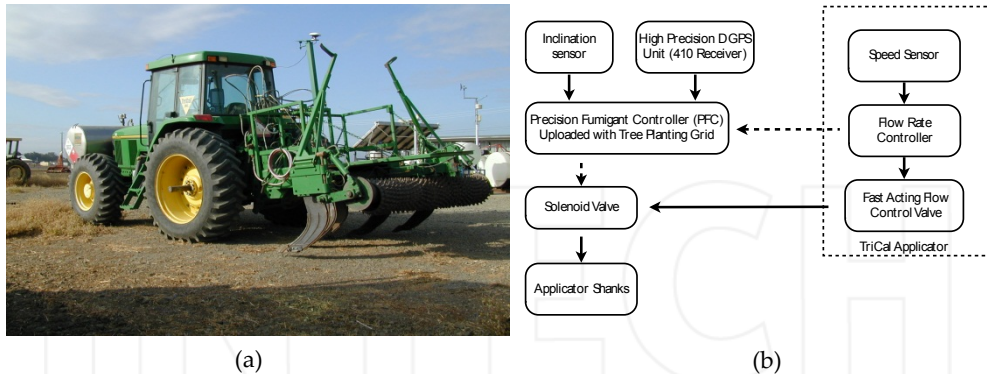 Inclination
sensor
High Precision DGPS
Unit (410 Receiver)
Speed Sensor
Precision Fumigant Controller (PFC)
Uploaded with Tree Planting Grid
Flow Rate
Controller
Solenoid Valve
Fast Acting Flow
Control Valve
TriCal Applicator
Applicator Shanks
(a)
(b)
INTECH